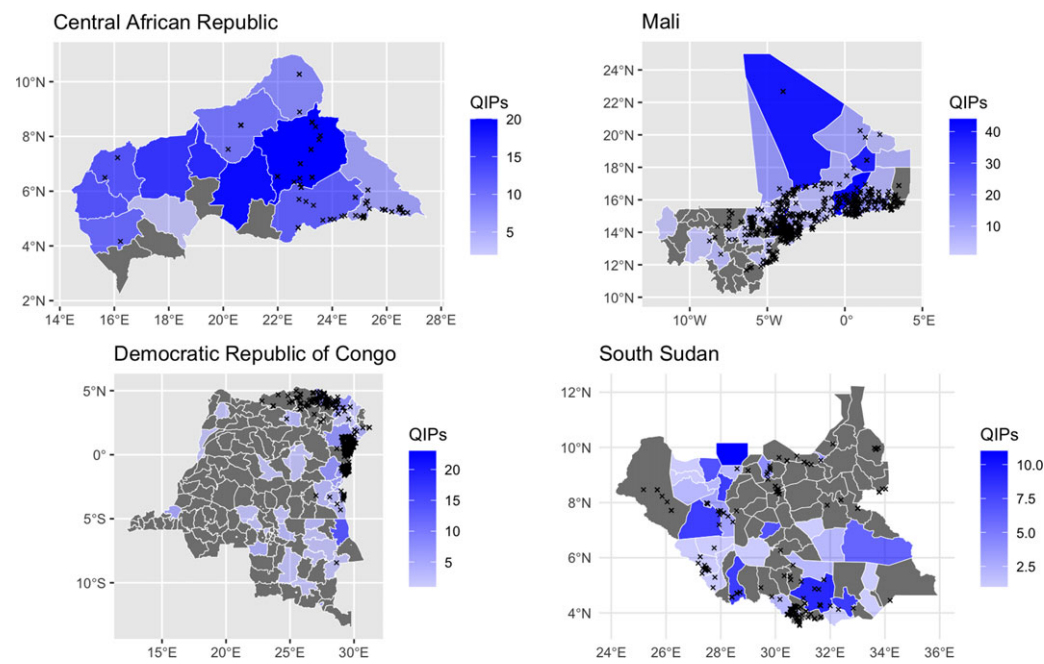 Central African Republic
10°N
8°N
6°N
4°N
2°N
14°E 16°E 18°E 20°E 22°E 24°E 26°E 28°E
QIPs
20
15
10
5
Mali
24°N
22°N
20°N
18°N
16°N
14°N
12°N
10°N
10°W 5°W 0° 5°E
QIPs
40
30
20
10
Democratic Republic of Congo
5°N
0°
5°S
10°S
15°E 20°E 25°E 30°E
QIPs
20
15
10
5
South Sudan
12°N
10°N
8°N
6°N
4°N
24°E 26°E 28°E 30°E 32°E 34°E 36°E
QIPs
10.0
7.5
5.0
2.5